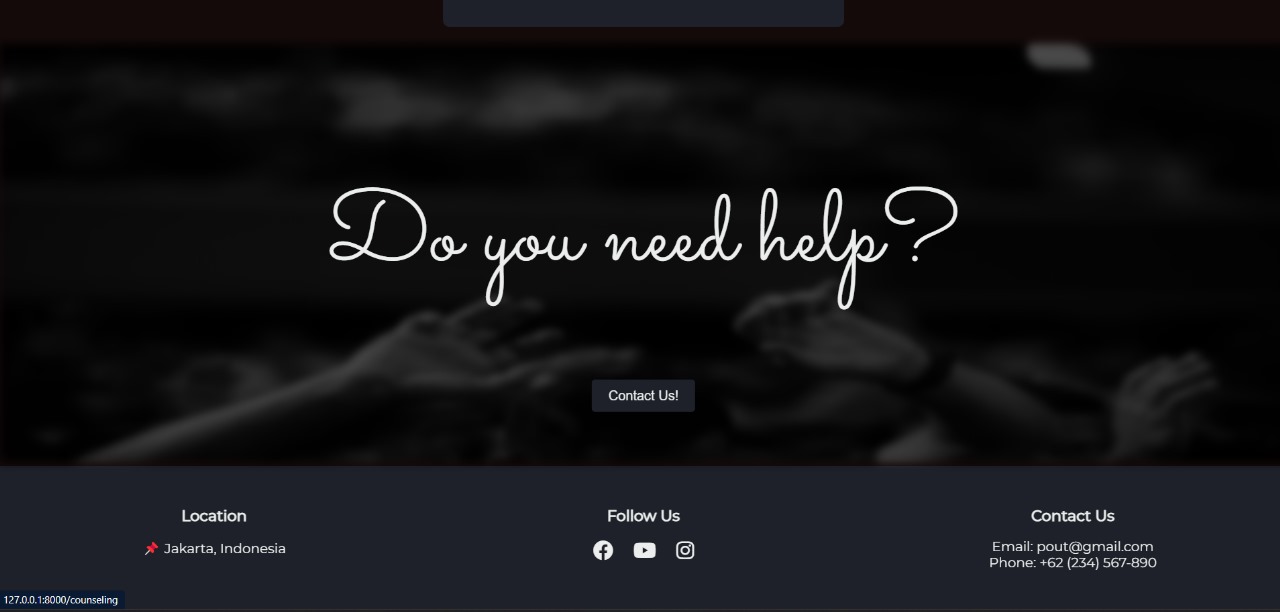 Do you need help?
Contact Us!
Location
📌 Jakarta, Indonesia
Follow Us
Contact Us
Email: pout@gmail.com
Phone: +62 (234) 567-890
127.0.0.1:8000/counseling